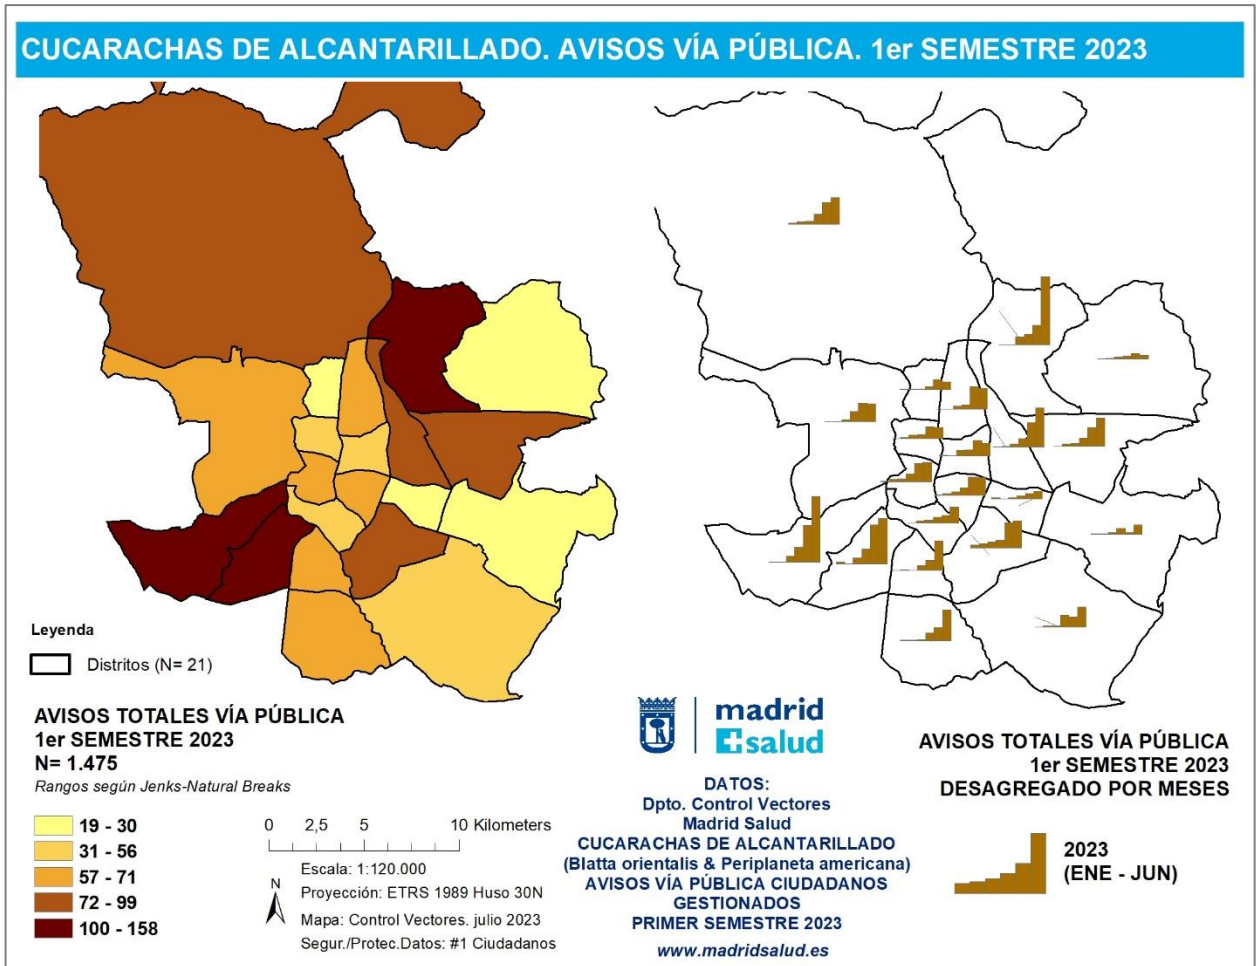 CUCARACHAS DE ALCANTARILLADO. AVISOS VÍA PÚBLICA. 1er SEMESTRE 2023
Leyenda
Distritos (N= 21)
AVISOS TOTALES VÍA PÚBLICA
1er SEMESTRE 2023
N= 1.475
Rangos según Jenks-Natural Breaks
19 - 30
31 - 56
57 - 71
72 - 99
100 - 158
0 2,5 5 10 Kilometers
N
Escala: 1:120.000
Proyección: ETRS 1989 Huso 30N
Mapa: Control Vectores. julio 2023
Segur./Protec.Datos: #1 Ciudadanos
madrid
salud
DATOS:
Dpto. Control Vectores
Madrid Salud
CUCARACHAS DE ALCANTARILLADO
(Blatta orientalis & Periplaneta americana)
AVISOS VÍA PÚBLICA CIUDADANOS
GESTIONADOS
PRIMER SEMESTRE 2023
www.madridsalud.es
AVISOS TOTALES VÍA PÚBLICA
1er SEMESTRE 2023
DESAGREGADO POR MESES
2023
(ENE - JUN)